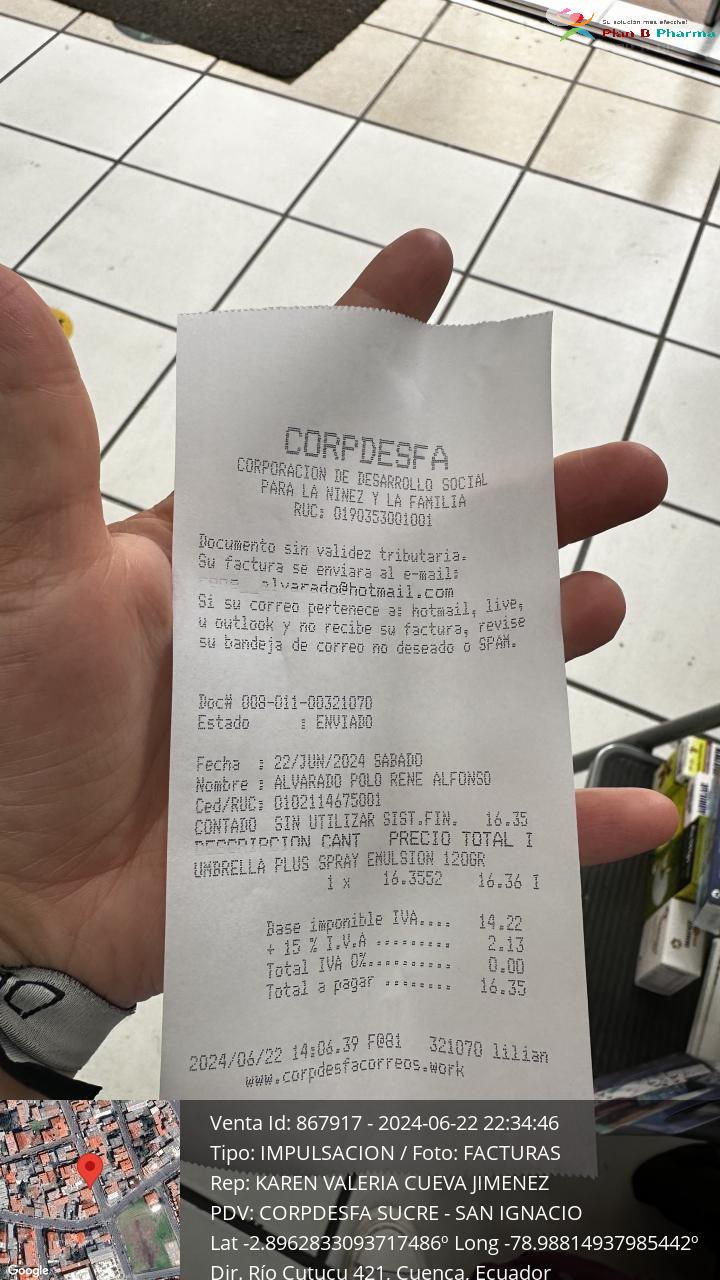 Su solución más efectiva!
Plan B Pharma
CORPDESFA
CORPORACION DE DESARROLLO SOCIAL
PARA LA NINEZ Y LA FAMILIA
RUC: 0190353001001
Documento sin validez tributaria.
Su factura se enviara al e-mail:
alvarado@hotmail.com
Si su correo pertenece a: hotmail, live,
u outlook y no recibe su factura, revise
su bandeja de correo no deseado o SPAM.
Doc# 008-011-00321070
Estado : ENVIADO
Fecha : 22/JUN/2024 SABADO
Nombre : ALVARADO POLO RENE ALFONSO
Ced/RUC: 0102114675001
CONTADO SIN UTILIZAR SIST.FIN. 16.35
DESCRIPCION CANT PRECIO TOTAL I
UMBRELLA PLUS SPRAY EMULSION 120GR
1 x 16.3552 16.36 I
Base imponible IVA.... 14.22
+ 15 % I.V.A ......... 2.13
Total IVA 0%.......... 0.00
Total a pagar ........ 16.35
2024/06/22 14:06.39 F@81 321070 lilian
www.corpdesfacorreos.work
Venta Id: 867917 - 2024-06-22 22:34:46
Tipo: IMPULSACION / Foto: FACTURAS
Rep: KAREN VALERIA CUEVA JIMENEZ
PDV: CORPDESFA SUCRE - SAN IGNACIO
Lat -2.8962833093717486º Long -78.98814937985442º
Dir. Río Cutucu 421, Cuenca, Ecuador
Google